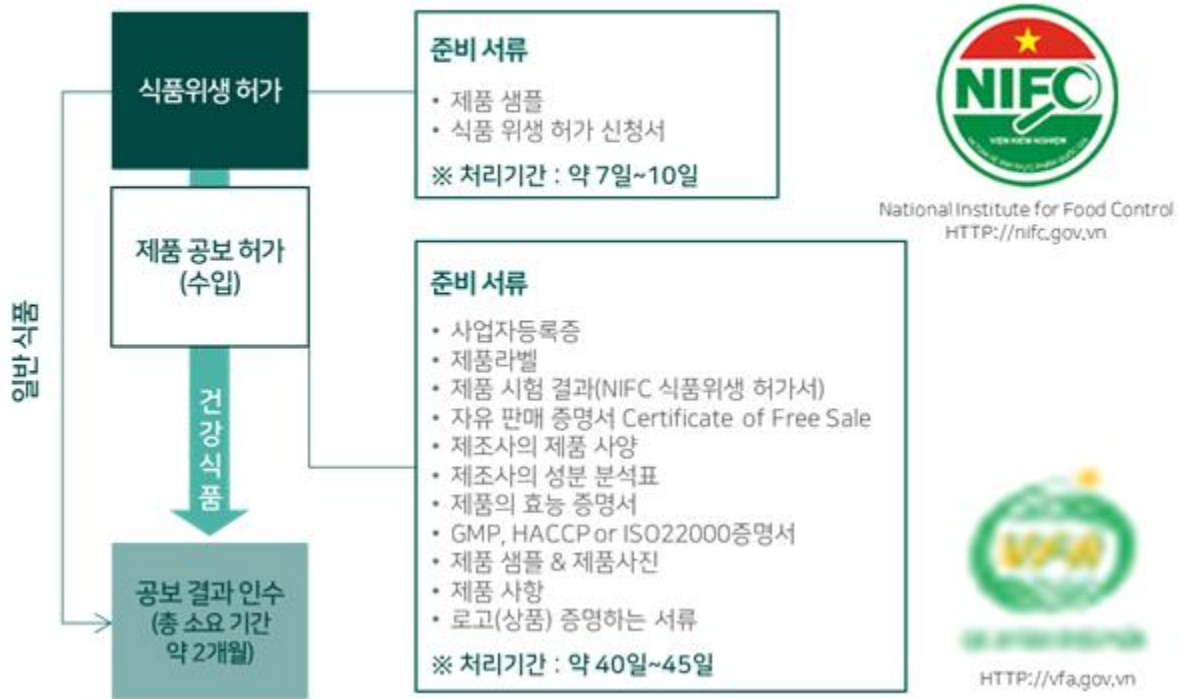 식품위생 허가
준비 서류
• 제품 샘플
• 식품 위생 허가 신청서
※ 처리기간 : 약 7일~10일
NIFC
VIỆN KIỂM NGHIỆM
National Institute for Food Control
HTTP://nifc.gov.vn
제품 공보 허가
(수입)
준비 서류
• 사업자등록증
• 제품라벨
• 제품 시험 결과(NIFC 식품위생 허가서)
• 자유 판매 증명서 Certificate of Free Sale
• 제조사의 제품 사양
• 제조사의 성분 분석표
• 제품의 효능 증명서
• GMP, HACCP or ISO22000증명서
• 제품 샘플 & 제품사진
• 제품 사항
• 로고(상품) 증명하는 서류
※ 처리기간 : 약 40일~45일
일반 식품
건강식품
공보 결과 인수
(총 소요 기간
약 2개월)
VFA
HTTP://vfa.gov.vn